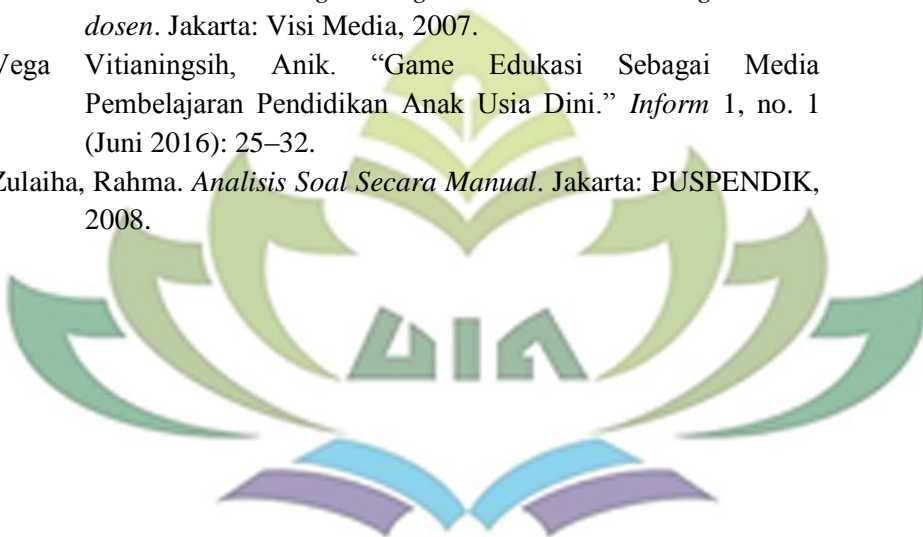 dosen. Jakarta: Visi Media, 2007.
Vega Vitianingsih, Anik. “Game Edukasi Sebagai Media
Pembelajaran Pendidikan Anak Usia Dini.” Inform 1, no. 1
(Juni 2016): 25–32.
Zulaiha, Rahma. Analisis Soal Secara Manual. Jakarta: PUSPENDIK,
2008.
UIN